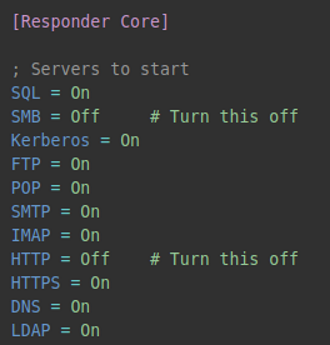 [Responder Core]
; Servers to start
SQL = On
SMB = Off     # Turn this off
Kerberos = On
FTP = On
POP = On
SMTP = On
IMAP = On
HTTP = Off    # Turn this off
HTTPS = On
DNS = On
LDAP = On